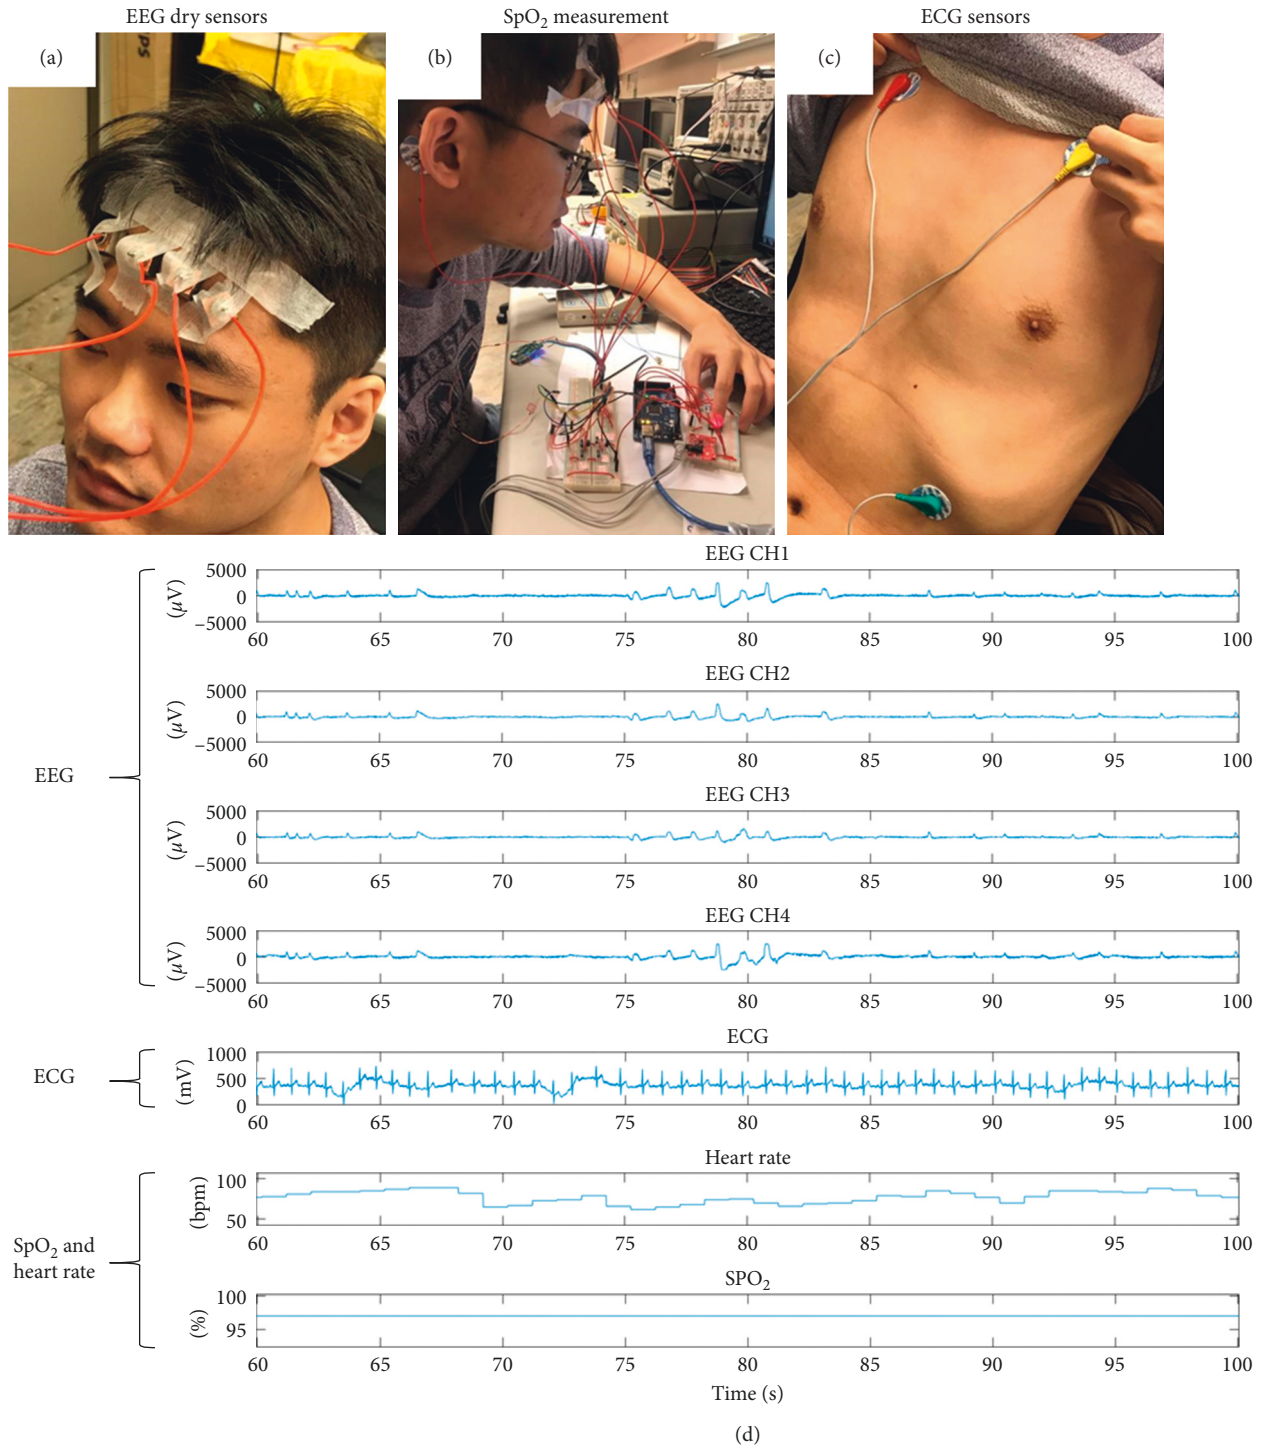 EEG dry sensors
SpO₂ measurement
ECG sensors
(a)
(b)
(c)
EEG CH1
5000
0
−5000
(μV)
60 65 70 75 80 85 90 95 100
EEG CH2
5000
0
−5000
(μV)
60 65 70 75 80 85 90 95 100
EEG
EEG CH3
5000
0
−5000
(μV)
60 65 70 75 80 85 90 95 100
EEG CH4
5000
0
−5000
(μV)
60 65 70 75 80 85 90 95 100
ECG
ECG
1000
500
0
(mV)
60 65 70 75 80 85 90 95 100
Heart rate
100
50
(bpm)
60 65 70 75 80 85 90 95 100
SpO₂ and
heart rate
SPO₂
100
95
(%)
60 65 70 75 80 85 90 95 100
Time (s)
(d)